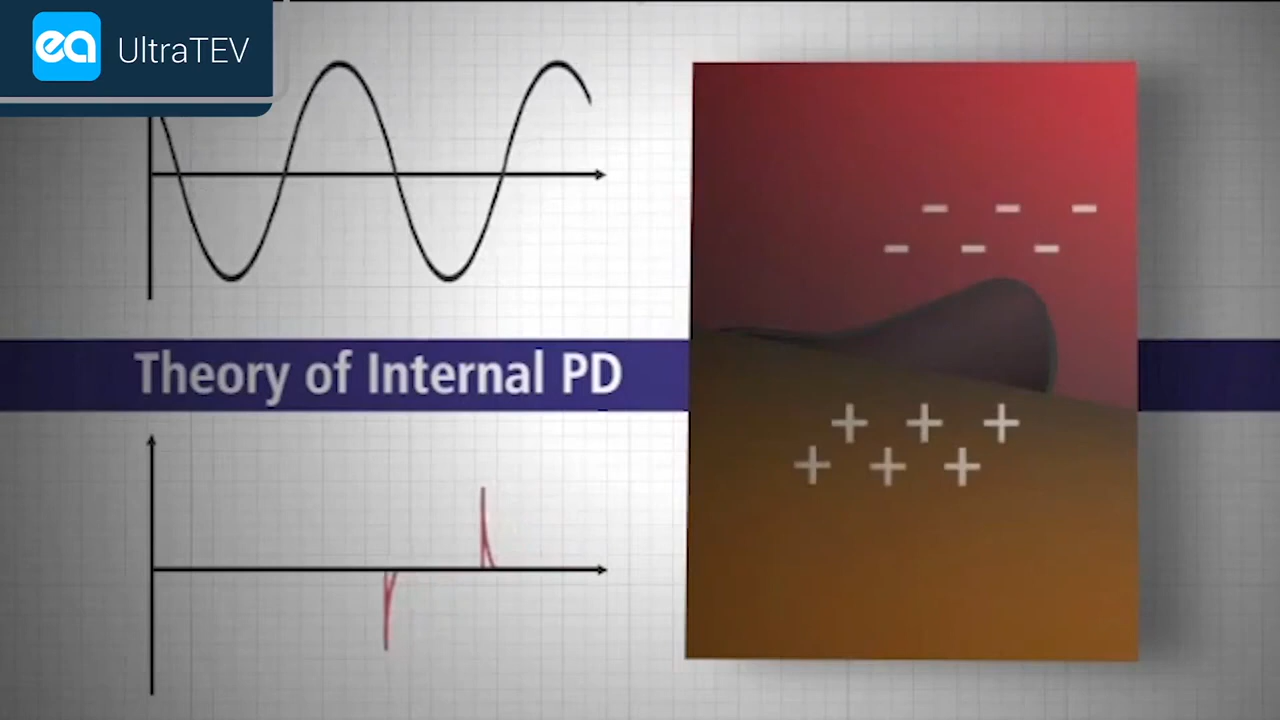 ea UltraTEV
Theory of Internal PD
- - -
- - -
+ + +
+ + +